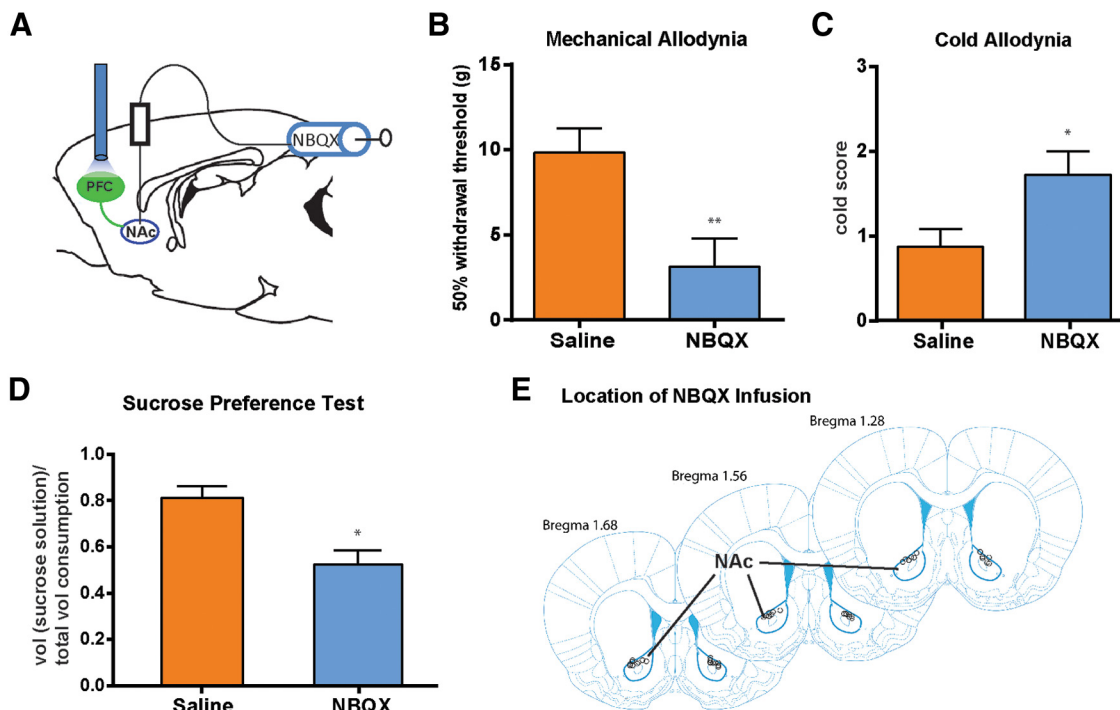 A
NBQX
PFC
NAc
B
Mechanical Allodynia
50% withdrawal threshold (g)
15
10
5
0
**
Saline
NBQX
C
Cold Allodynia
cold score
3
2
1
0
*
Saline
NBQX
D
Sucrose Preference Test
vol (sucrose solution)/
total vol consumption
1.0
0.8
0.6
0.4
0.2
0.0
*
Saline
NBQX
E
Location of NBQX Infusion
Bregma 1.28
Bregma 1.56
Bregma 1.68
NAc